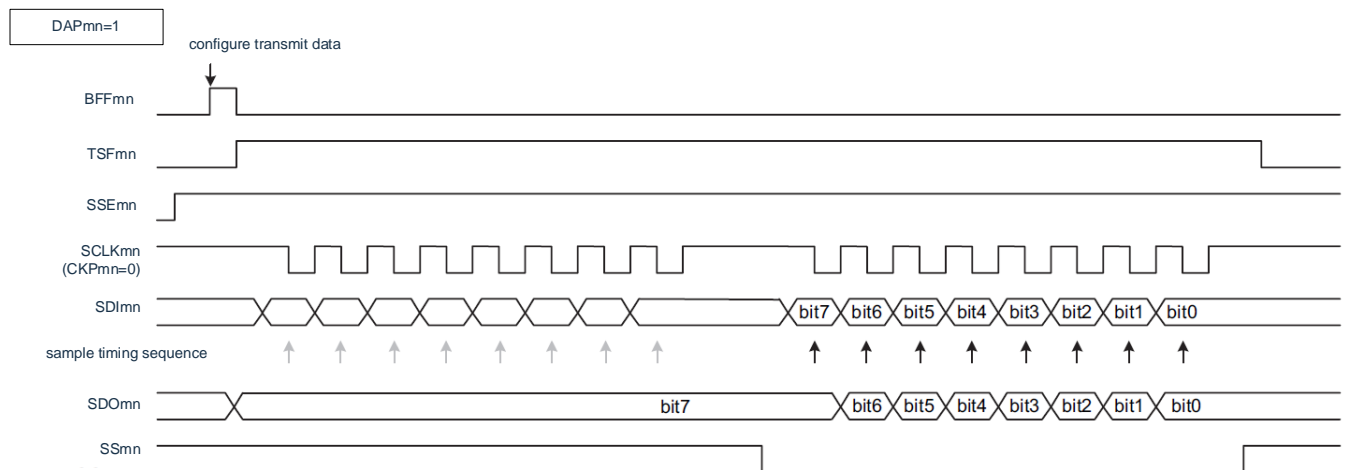 DAPmn=1
configure transmit data
BFFmn
TSFmn
SSEmn
SCLKmn
(CKPmn=0)
SDImn
bit7 bit6 bit5 bit4 bit3 bit2 bit1 bit0
sample timing sequence
SDOmn
bit7 bit6 bit5 bit4 bit3 bit2 bit1 bit0
SSmn